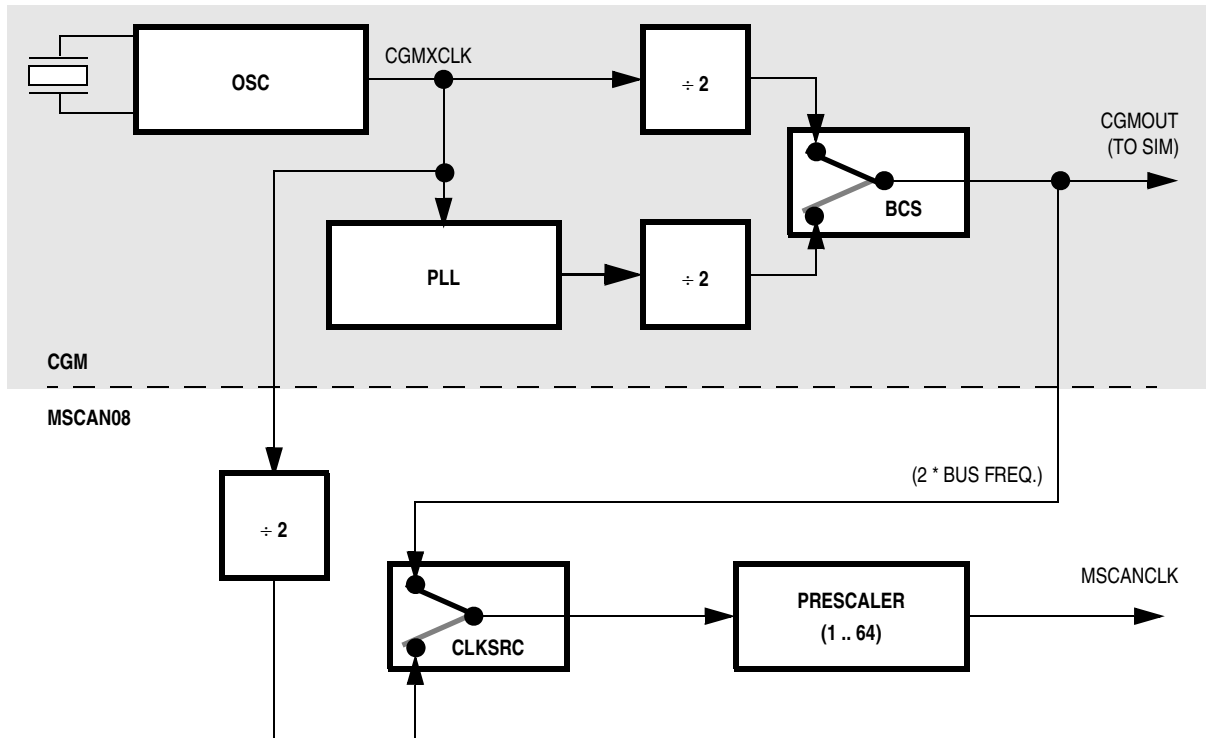 CGMXCLK
OSC
÷ 2
CGMOUT
(TO SIM)
BCS
PLL
÷ 2
CGM
MSCAN08
(2 * BUS FREQ.)
÷ 2
MSCANCLK
PRESCALER
(1 .. 64)
CLKSRC